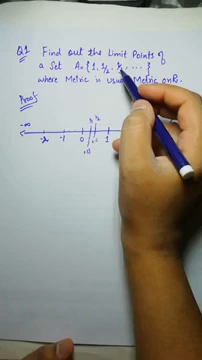 Q1 Find out the Limit Points of
a Set A = { 1, 1/2, 1/3, ... }
where Metric is usual Metric on R.
Proof
-∞ -2 -1 0 1